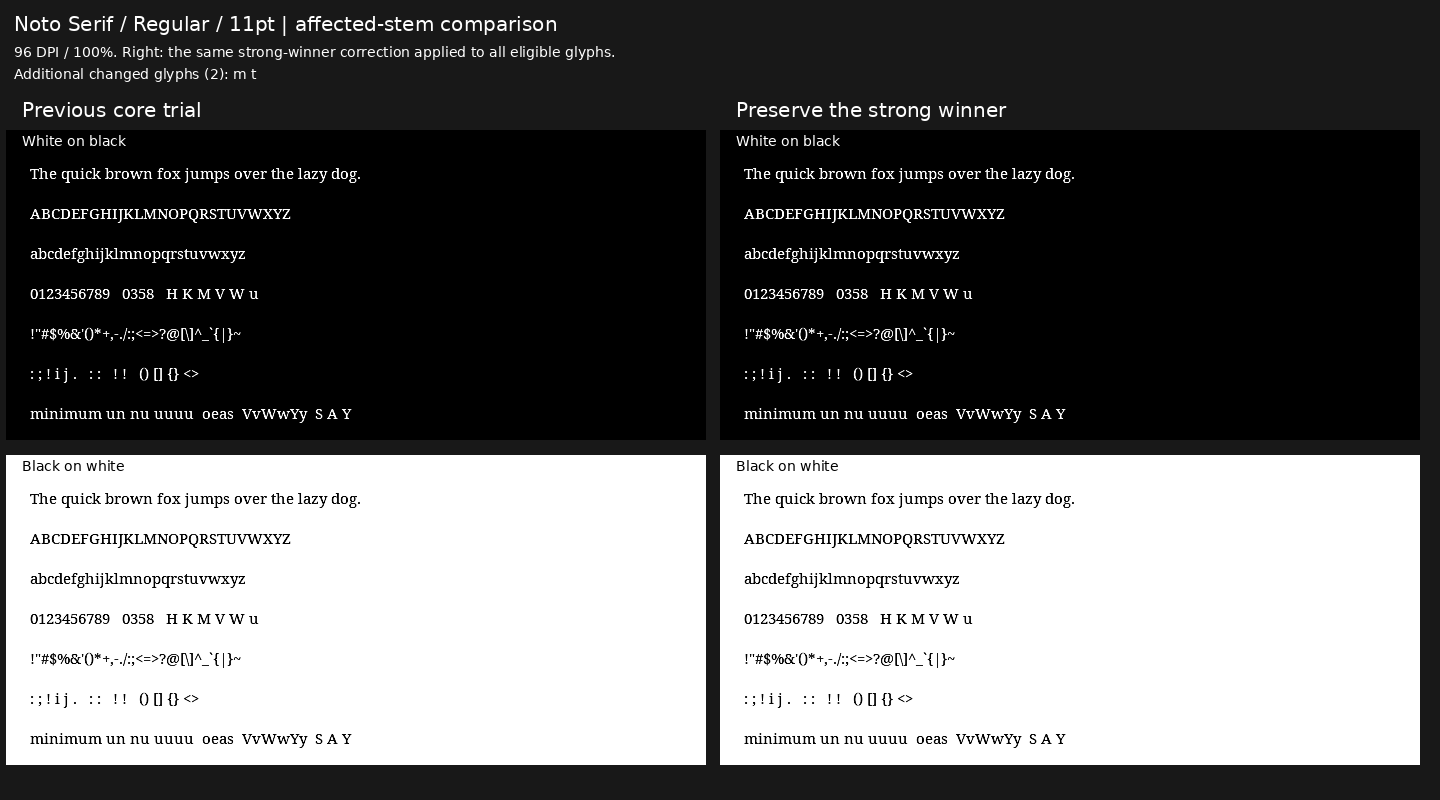 Noto Serif / Regular / 11pt | affected-stem comparison
96 DPI / 100%. Right: the same strong-winner correction applied to all eligible glyphs.
Additional changed glyphs (2): m t
Previous core trial
White on black
The quick brown fox jumps over the lazy dog.
ABCDEFGHIJKLMNOPQRSTUVWXYZ
abcdefghijklmnopqrstuvwxyz
0123456789 0358 H K M V W u
!"#$%&'()*+,-./:;<=>?@[\]^_`{|}~
: ; ! i j . : : ! ! () [] {} <>
minimum un nu uuuu oeas VvWwYy S A Y
Black on white
The quick brown fox jumps over the lazy dog.
ABCDEFGHIJKLMNOPQRSTUVWXYZ
abcdefghijklmnopqrstuvwxyz
0123456789 0358 H K M V W u
!"#$%&'()*+,-./:;<=>?@[\]^_`{|}~
: ; ! i j . : : ! ! () [] {} <>
minimum un nu uuuu oeas VvWwYy S A Y
Preserve the strong winner
White on black
The quick brown fox jumps over the lazy dog.
ABCDEFGHIJKLMNOPQRSTUVWXYZ
abcdefghijklmnopqrstuvwxyz
0123456789 0358 H K M V W u
!"#$%&'()*+,-./:;<=>?@[\]^_`{|}~
: ; ! i j . : : ! ! () [] {} <>
minimum un nu uuuu oeas VvWwYy S A Y
Black on white
The quick brown fox jumps over the lazy dog.
ABCDEFGHIJKLMNOPQRSTUVWXYZ
abcdefghijklmnopqrstuvwxyz
0123456789 0358 H K M V W u
!"#$%&'()*+,-./:;<=>?@[\]^_`{|}~
: ; ! i j . : : ! ! () [] {} <>
minimum un nu uuuu oeas VvWwYy S A Y